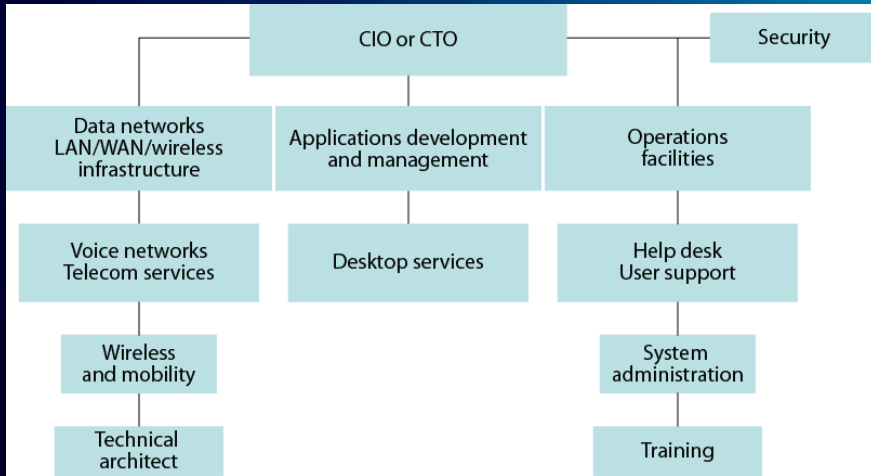 CIO or CTO
Security
Data networks
LAN/WAN/wireless
infrastructure
Applications development
and management
Operations
facilities
Voice networks
Telecom services
Desktop services
Help desk
User support
Wireless
and mobility
System
administration
Technical
architect
Training